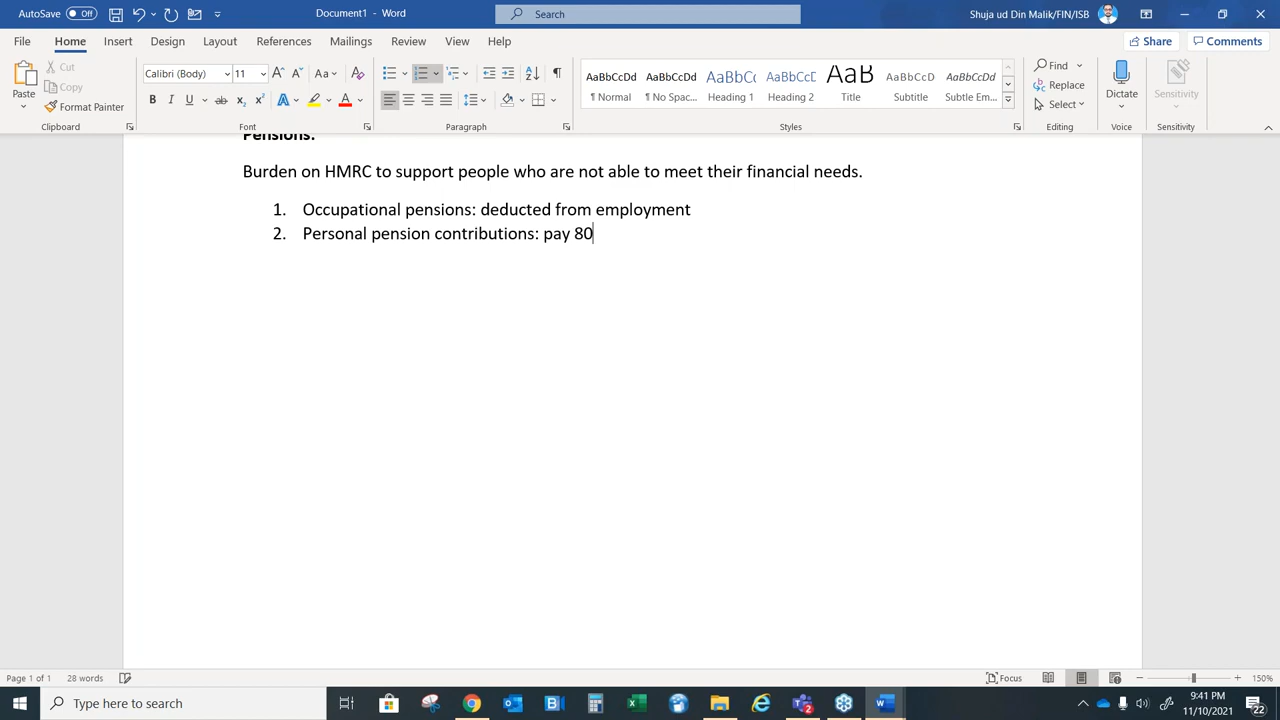 AutoSave Off
Search
Shuja ud Din Malik/FIN/ISB
File Home Insert Design Layout References Mailings Review View Help
Share Comments
Paste
Cut
Copy
Format Painter
Calibri (Body) 11
AaBbCcDd AaBbCcDd AaBbCc AaBbCcD AaB AaBbCcDd AaBbCcDd
¶ Normal ¶ No Spac... Heading 1 Heading 2 Title Subtitle Subtle Em...
Find
Replace
Select
Dictate
Sensitivity
Clipboard Font Paragraph Styles Editing Voice Sensitivity
Pensions:
Burden on HMRC to support people who are not able to meet their financial needs.
1. Occupational pensions: deducted from employment
2. Personal pension contributions: pay 80
Page 1 of 1 28 words
Focus
150%
Type here to search
9:41 PM
11/10/2021
22